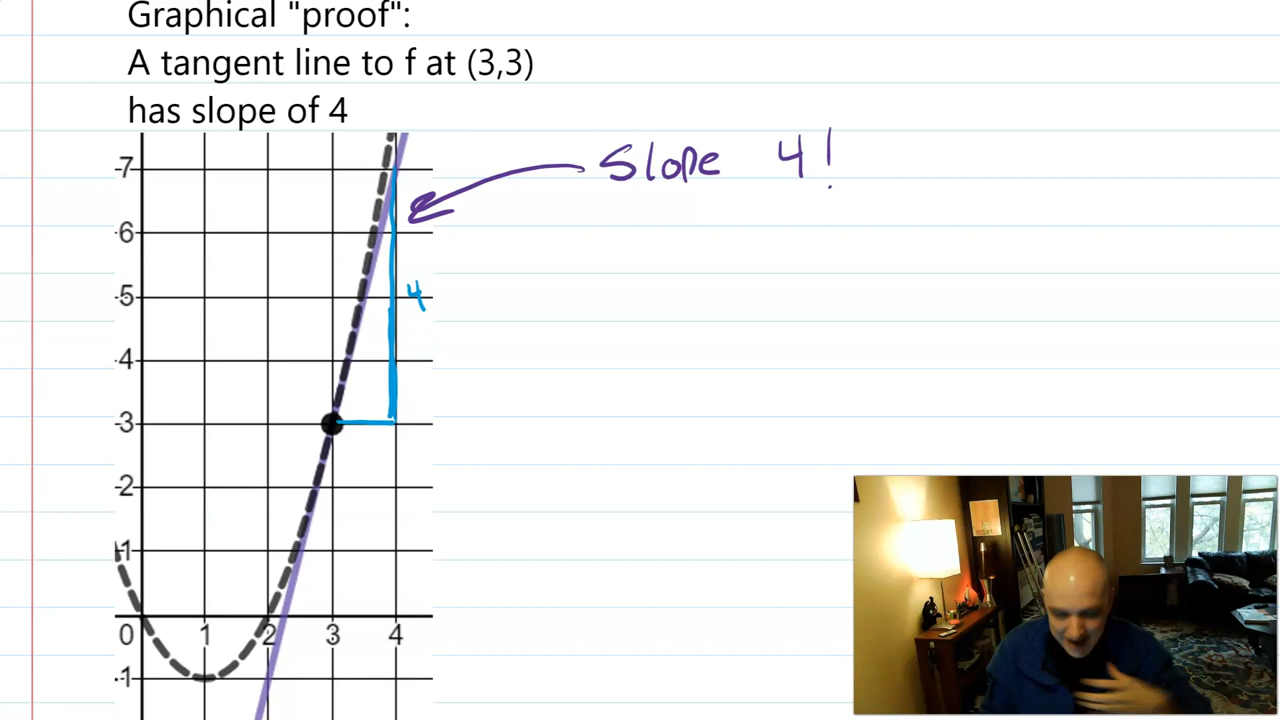 Graphical "proof":
A tangent line to f at (3,3)
has slope of 4
Slope 4!
7
6
5
4
4
3
2
1
0 1 2 3 4
-1